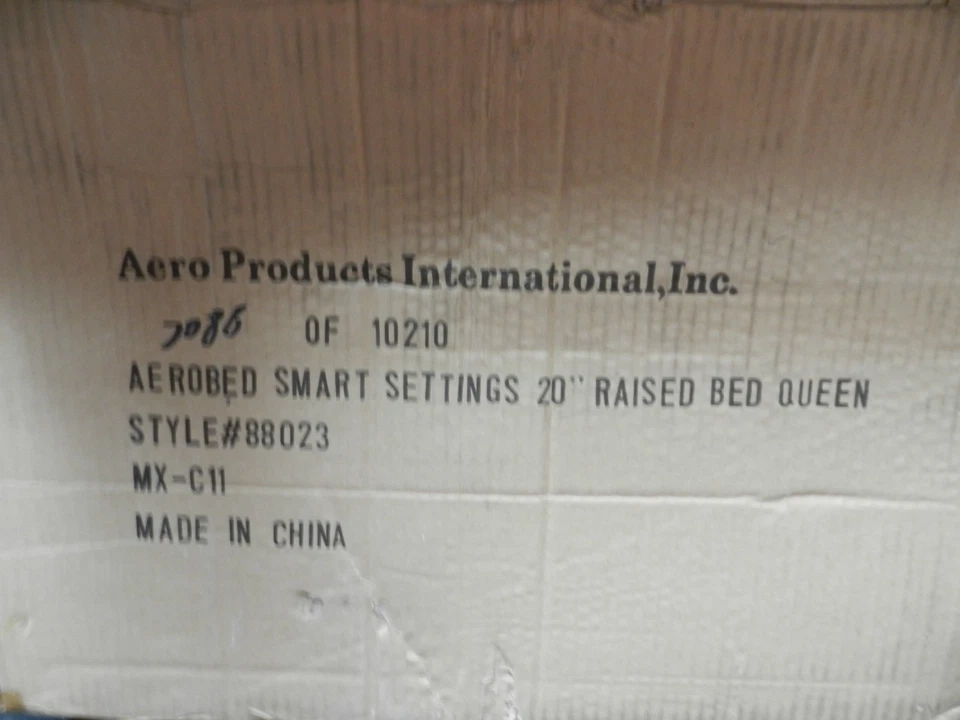 Aero Products International,Inc.
7086 OF 10210
AEROBED SMART SETTINGS 20" RAISED BED QUEEN
STYLE#88023
MX-C11
MADE IN CHINA